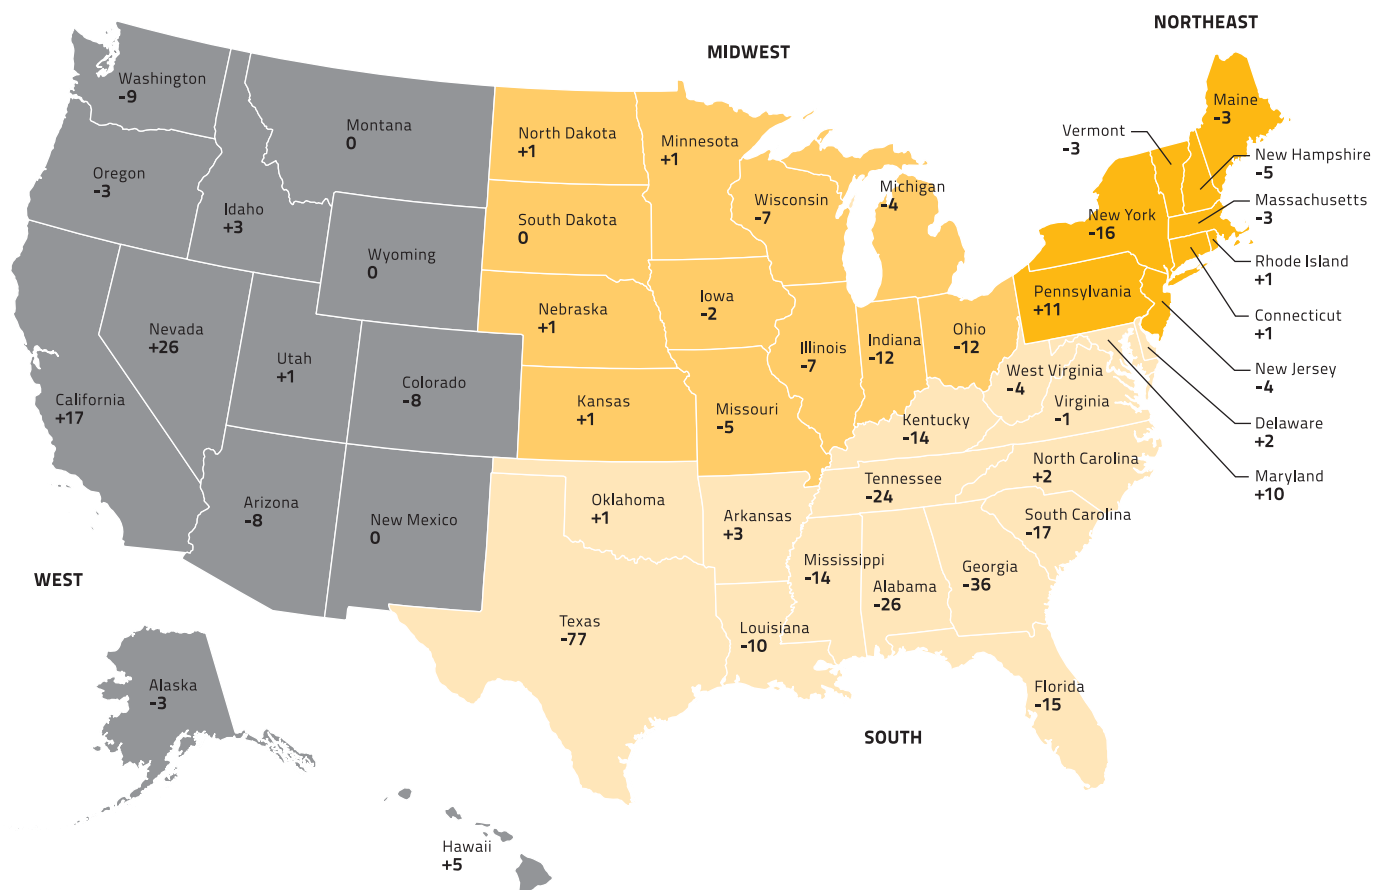 NORTHEAST
MIDWEST
Washington
-9
Montana
0
North Dakota
+1
Minnesota
+1
Maine
-3
Vermont
-3
New Hampshire
-5
Oregon
-3
Idaho
+3
Wyoming
0
South Dakota
0
Wisconsin
-7
Michigan
-4
New York
-16
Massachusetts
-3
Rhode Island
+1
Nevada
+26
Utah
+1
Colorado
-8
Nebraska
+1
Iowa
-2
Illinois
-7
Indiana
-12
Ohio
-12
Pennsylvania
+11
Connecticut
+1
New Jersey
-4
California
+17
Kansas
+1
Missouri
-5
Kentucky
-14
West Virginia
-4
Virginia
-1
Delaware
+2
Maryland
+10
Arizona
-8
New Mexico
0
Oklahoma
+1
Arkansas
+3
Tennessee
-24
North Carolina
+2
South Carolina
-17
WEST
Texas
-77
Louisiana
-10
Mississippi
-14
Alabama
-26
Georgia
-36
Florida
-15
SOUTH
Alaska
-3
Hawaii
+5